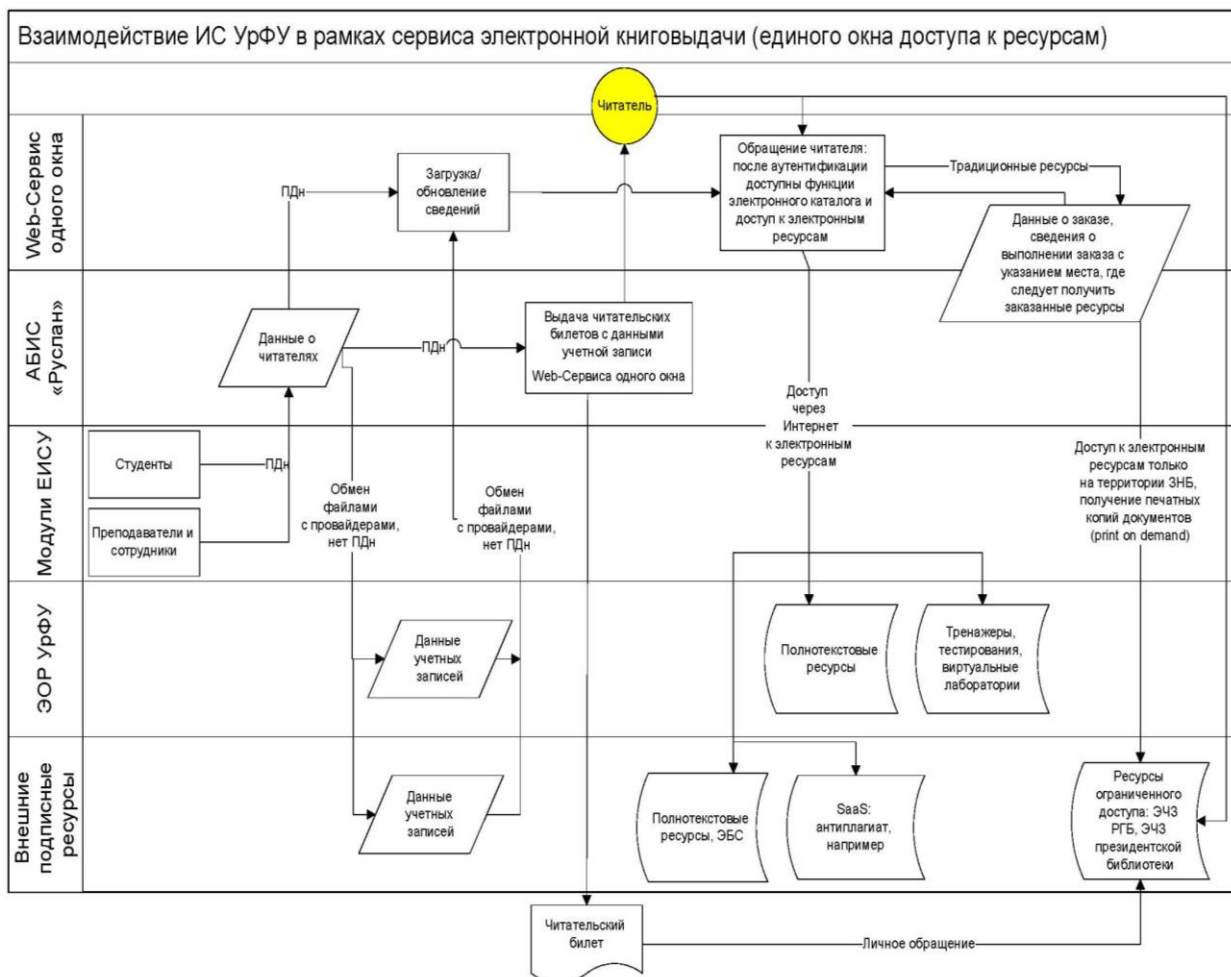 Взаимодействие ИС УрФУ в рамках сервиса электронной книговыдачи (единого окна доступа к ресурсам)
Читатель
Web-Сервис
одного окна
ПДн
Загрузка/
обновление
сведений
Обращение читателя:
после аутентификации
доступны функции
электронного каталога и
доступ к электронным
ресурсам
Традиционные ресурсы
Данные о заказе,
сведения о
выполнении заказа с
указанием места, где
следует получить
заказанные ресурсы
АБИС
«Руслан»
Данные о
читателях
ПДн
Выдача читательских
билетов с данными
учетной записи
Web-Сервиса одного окна
Доступ
через
Интернет
к электронным
ресурсам
Модули ЕИСУ
Студенты
ПДн
Преподаватели и
сотрудники
Обмен
файлами
с провайдерами,
нет ПДн
Обмен
файлами
с провайдерами,
нет ПДн
Доступ к электронным
ресурсам только
на территории ЗНБ,
получение печатных
копий документов
(print on demand)
ЭОР УрФУ
Данные
учетных
записей
Полнотекстовые
ресурсы
Тренажеры,
тестирования,
виртуальные
лаборатории
Внешние
подписные
ресурсы
Данные
учетных
записей
Полнотекстовые
ресурсы, ЭБС
SaaS:
антиплагиат,
например
Ресурсы
ограниченного
доступа: ЭЧЗ
РГБ, ЭЧЗ
президентской
библиотеки
Читательский
билет
Личное обращение